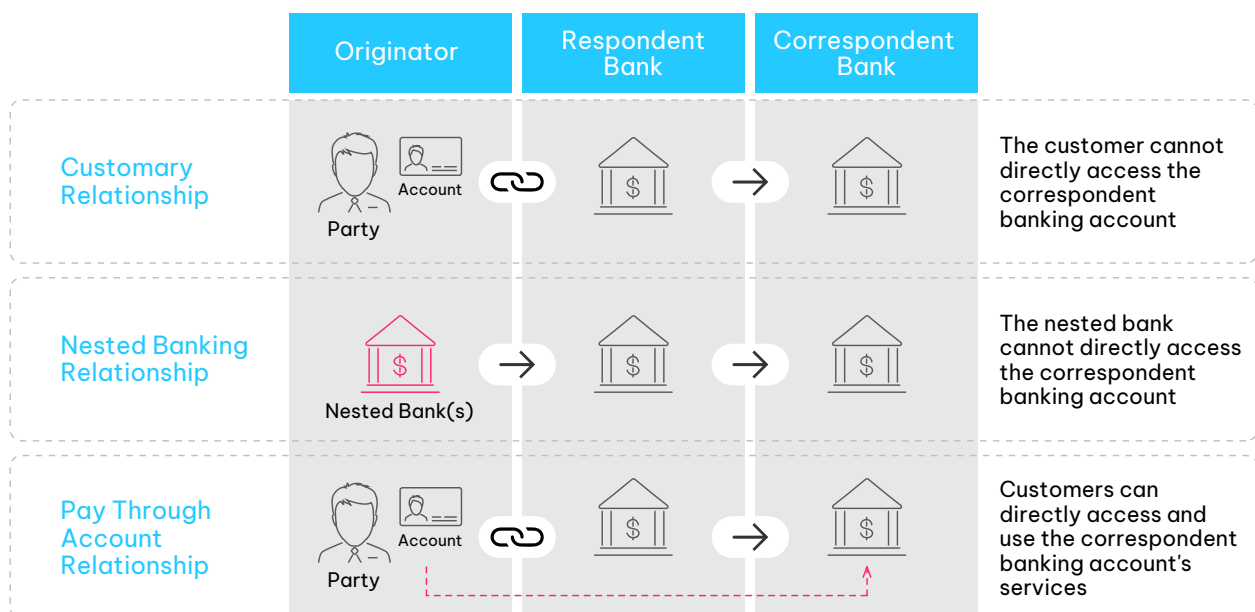 Originator
Respondent
Bank
Correspondent
Bank
Customary
Relationship
Account
Party
$
$
The customer cannot
directly access the
correspondent
banking account
Nested Banking
Relationship
$
Nested Bank(s)
$
$
The nested bank
cannot directly access
the correspondent
banking account
Pay Through
Account
Relationship
Account
Party
$
$
Customers can
directly access and
use the correspondent
banking account's
services